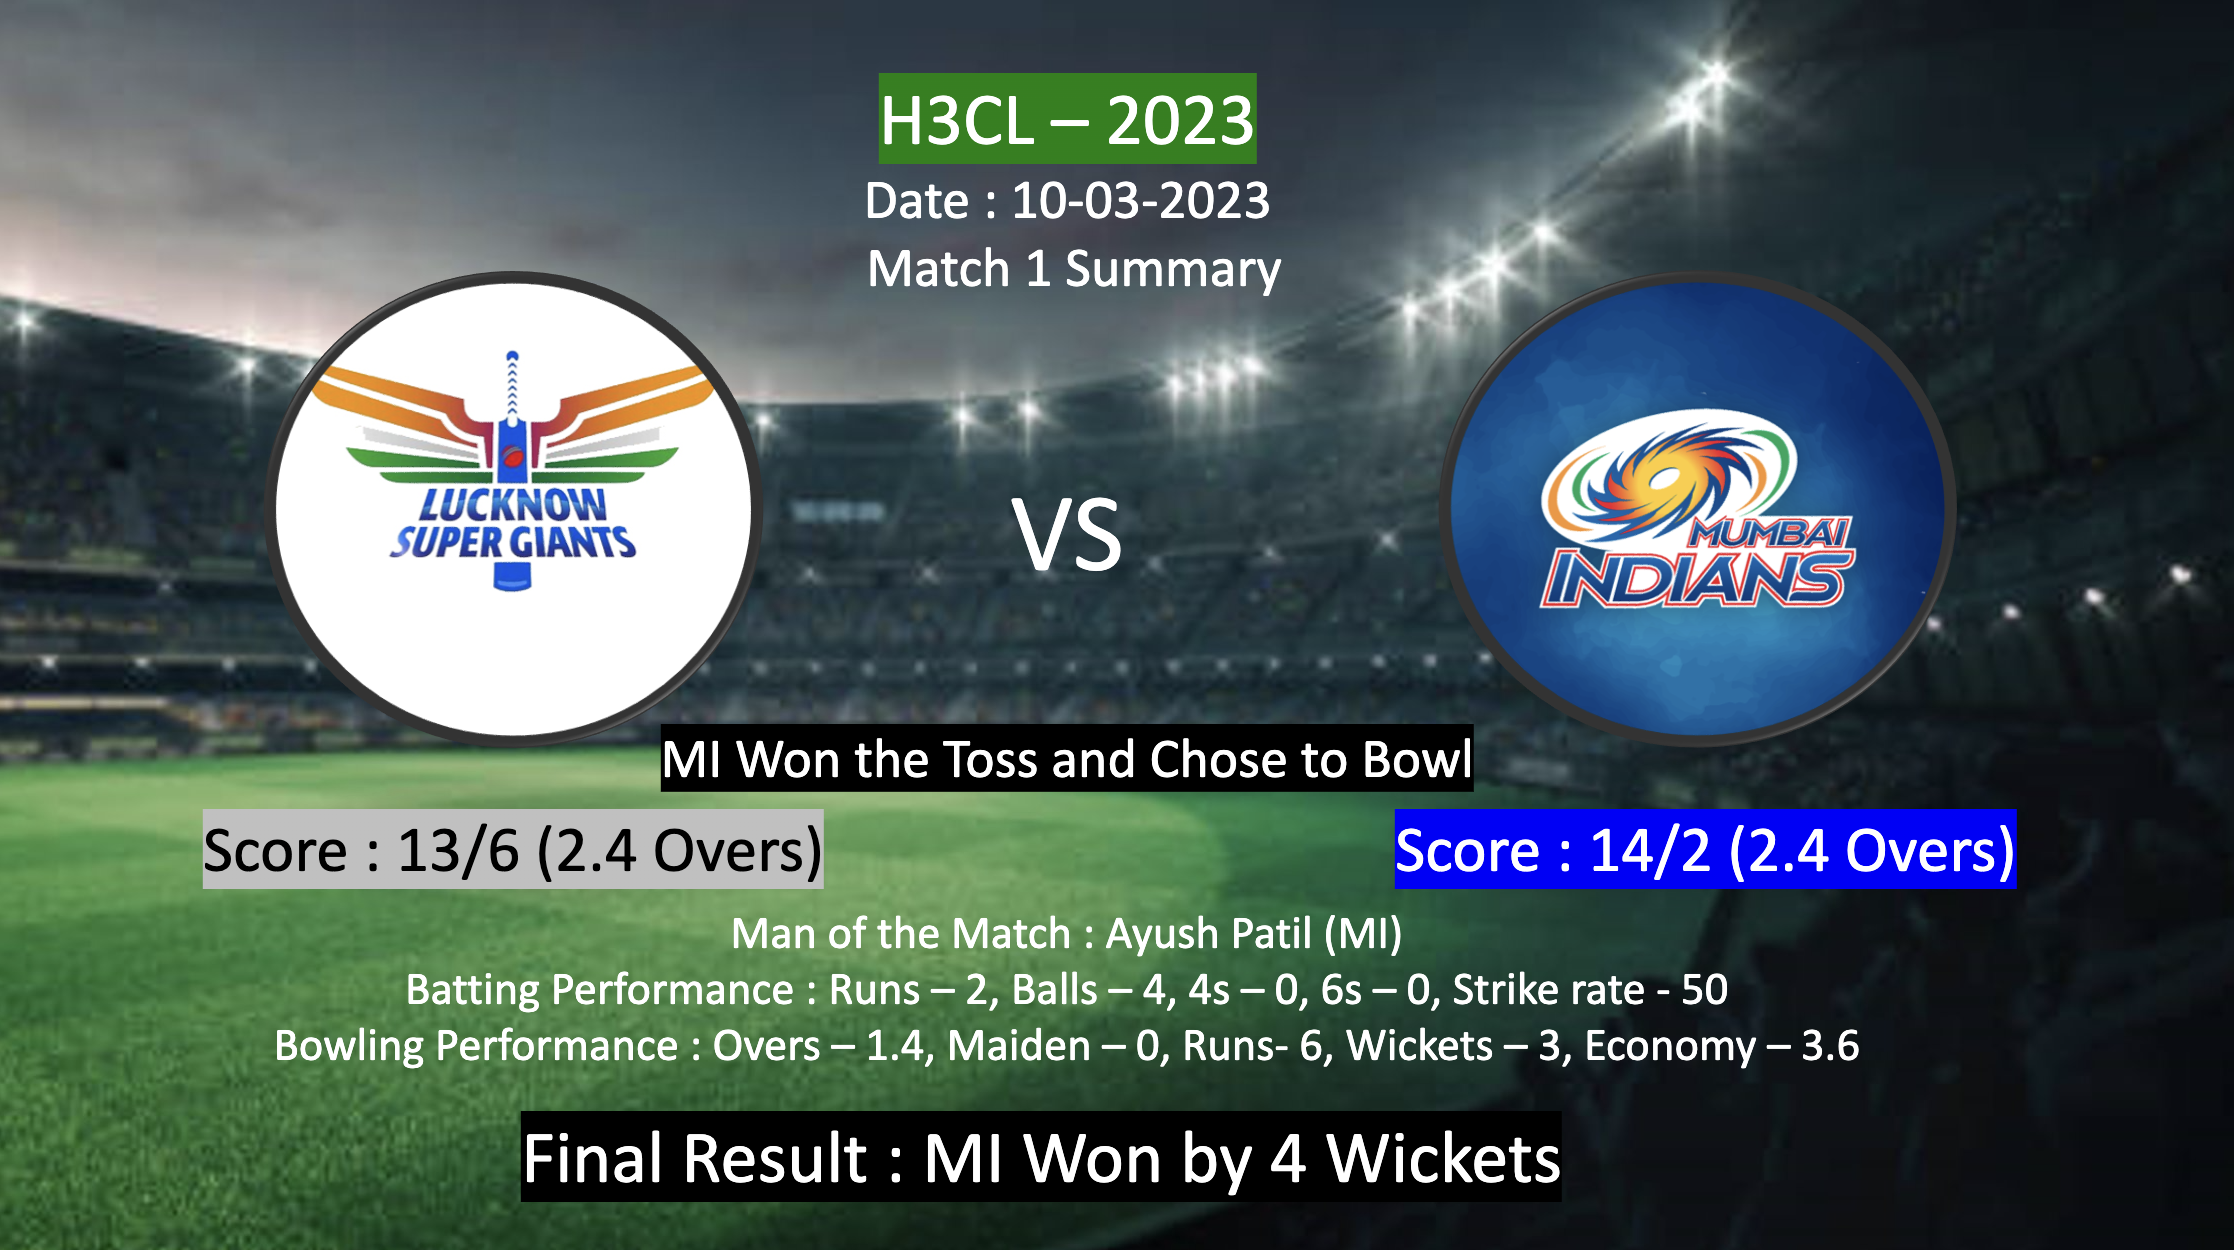 H3CL – 2023
Date : 10-03-2023
Match 1 Summary
LUCKNOW
SUPER GIANTS
VS
MUMBAI
INDIANS
MI Won the Toss and Chose to Bowl
Score : 13/6 (2.4 Overs)
Score : 14/2 (2.4 Overs)
Man of the Match : Ayush Patil (MI)
Batting Performance : Runs – 2, Balls – 4, 4s – 0, 6s – 0, Strike rate - 50
Bowling Performance : Overs – 1.4, Maiden – 0, Runs- 6, Wickets – 3, Economy – 3.6
Final Result : MI Won by 4 Wickets